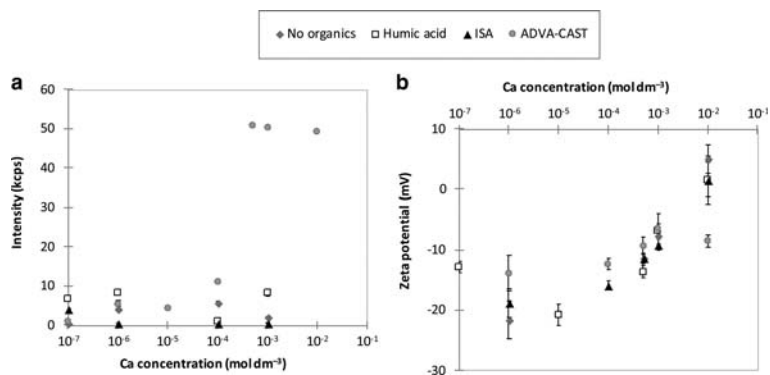 No organics Humic acid ISA ADVA-CAST
a
60
50
40
30
20
10
0
Intensity (kcps)
10⁻⁷ 10⁻⁶ 10⁻⁵ 10⁻⁴ 10⁻³ 10⁻² 10⁻¹
Ca concentration (mol dm⁻³)
b
Ca concentration (mol dm⁻³)
10⁻⁷ 10⁻⁶ 10⁻⁵ 10⁻⁴ 10⁻³ 10⁻² 10⁻¹
10
0
-10
-20
-30
Zeta potential (mV)